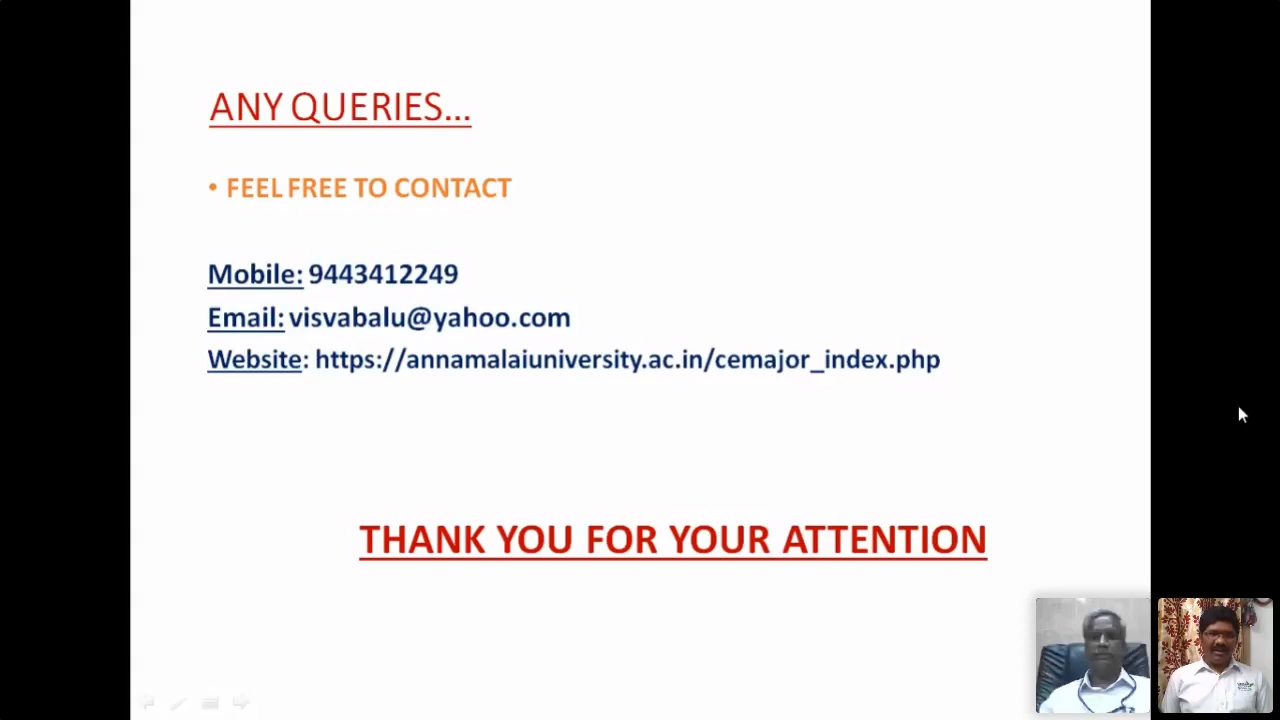 ANY QUERIES...
• FEEL FREE TO CONTACT
Mobile: 9443412249
Email: visvabalu@yahoo.com
Website: https://annamalaiuniversity.ac.in/cemajor_index.php
THANK YOU FOR YOUR ATTENTION